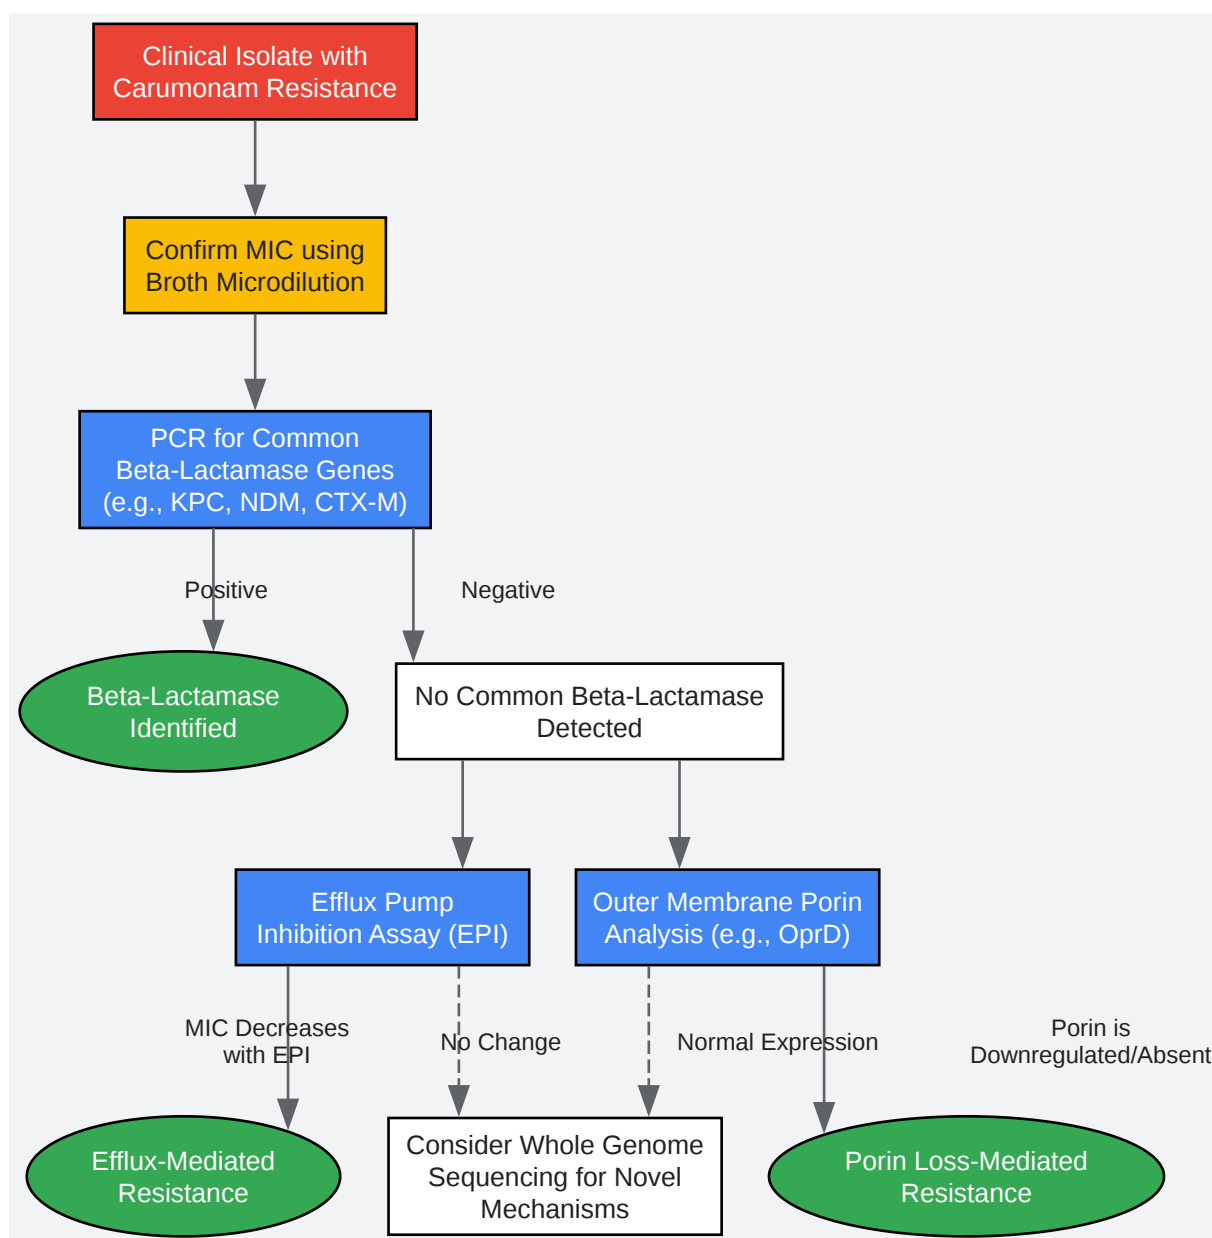 Clinical Isolate with
Carumonam Resistance
Confirm MIC using
Broth Microdilution
PCR for Common
Beta-Lactamase Genes
(e.g., KPC, NDM, CTX-M)
Positive
Negative
Beta-Lactamase
Identified
No Common Beta-Lactamase
Detected
Efflux Pump
Inhibition Assay (EPI)
Outer Membrane Porin
Analysis (e.g., OprD)
MIC Decreases
with EPI
No Change
Normal Expression
Porin is
Downregulated/Absent
Efflux-Mediated
Resistance
Consider Whole Genome
Sequencing for Novel
Mechanisms
Porin Loss-Mediated
Resistance